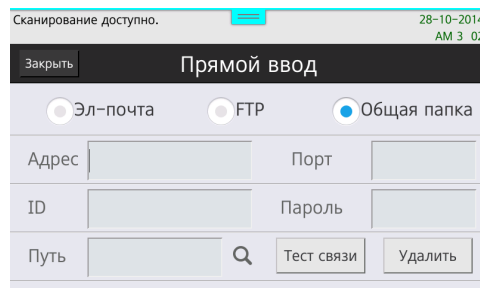 Сканирование доступно. 28-10-2014
AM 3 02
Закрыть Прямой ввод
Эл-почта FTP Общая папка
Адрес Порт
ID Пароль
Путь Тест связи Удалить